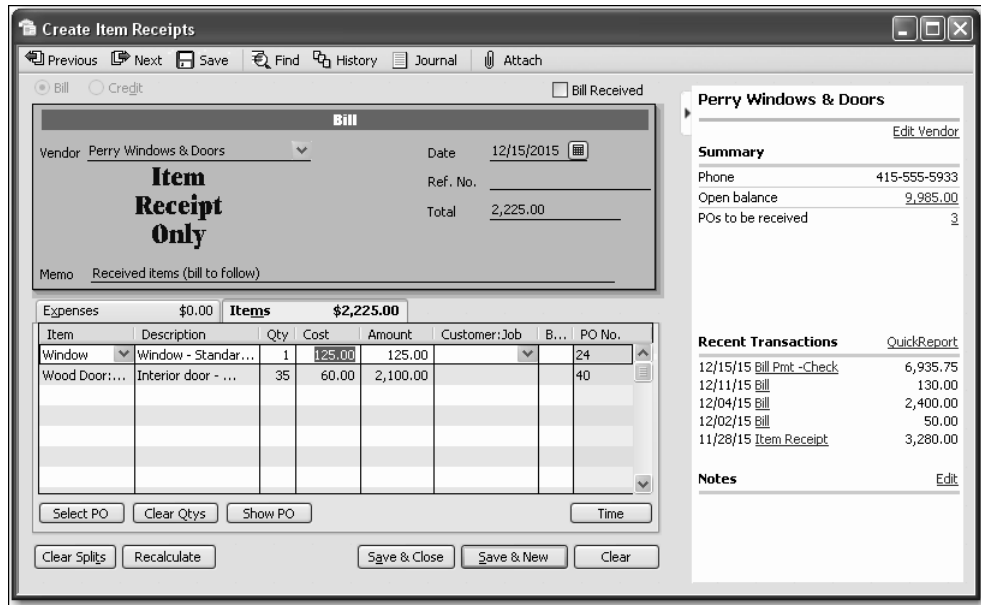 Create Item Receipts
Previous Next Save Find History Journal Attach
Bill Credit Bill Received
Bill
Vendor Perry Windows & Doors
Date 12/15/2015
Item
Receipt
Only
Ref. No.
Total 2,225.00
Memo Received items (bill to follow)
Expenses $0.00 Items $2,225.00
Item Description Qty Cost Amount Customer:Job B... PO No.
Window Window - Standar... 1 125.00 125.00 24
Wood Door:... Interior door - ... 35 60.00 2,100.00 40
Select PO Clear Qtys Show PO Time
Clear Splits Recalculate Save & Close Save & New Clear
Perry Windows & Doors
Edit Vendor
Summary
Phone 415-555-5933
Open balance 9,985.00
POs to be received 3
Recent Transactions QuickReport
12/15/15 Bill Pmt -Check 6,935.75
12/11/15 Bill 130.00
12/04/15 Bill 2,400.00
12/02/15 Bill 50.00
11/28/15 Item Receipt 3,280.00
Notes Edit